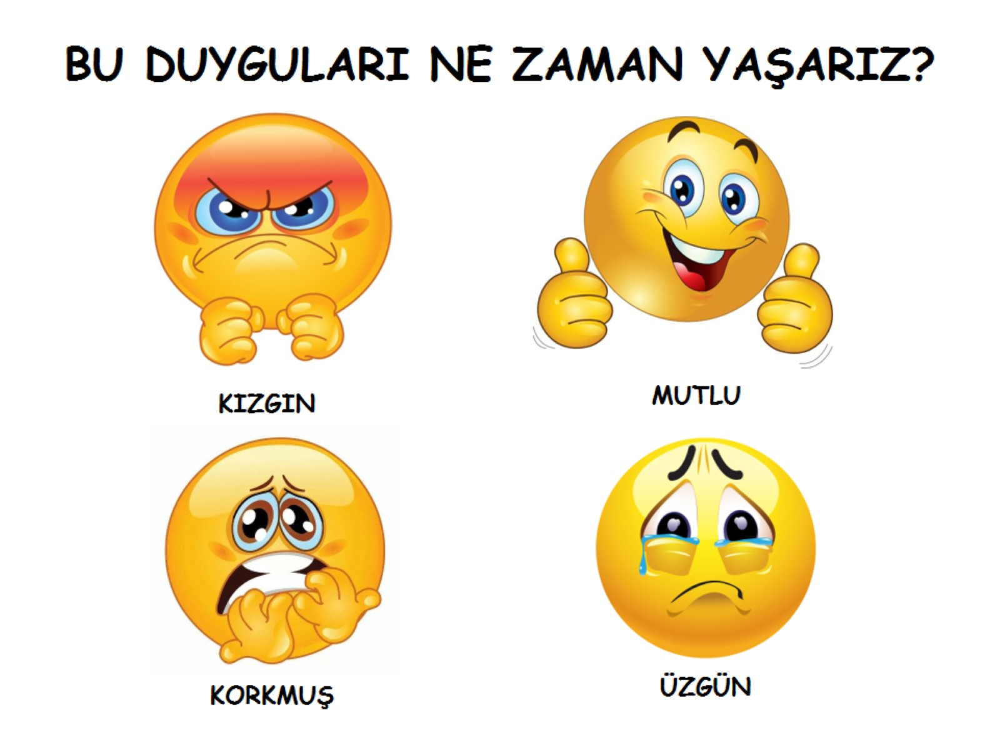 BU DUYGULARI NE ZAMAN YAŞARIZ?
KIZGIN
MUTLU
KORKMUŞ
ÜZGÜN